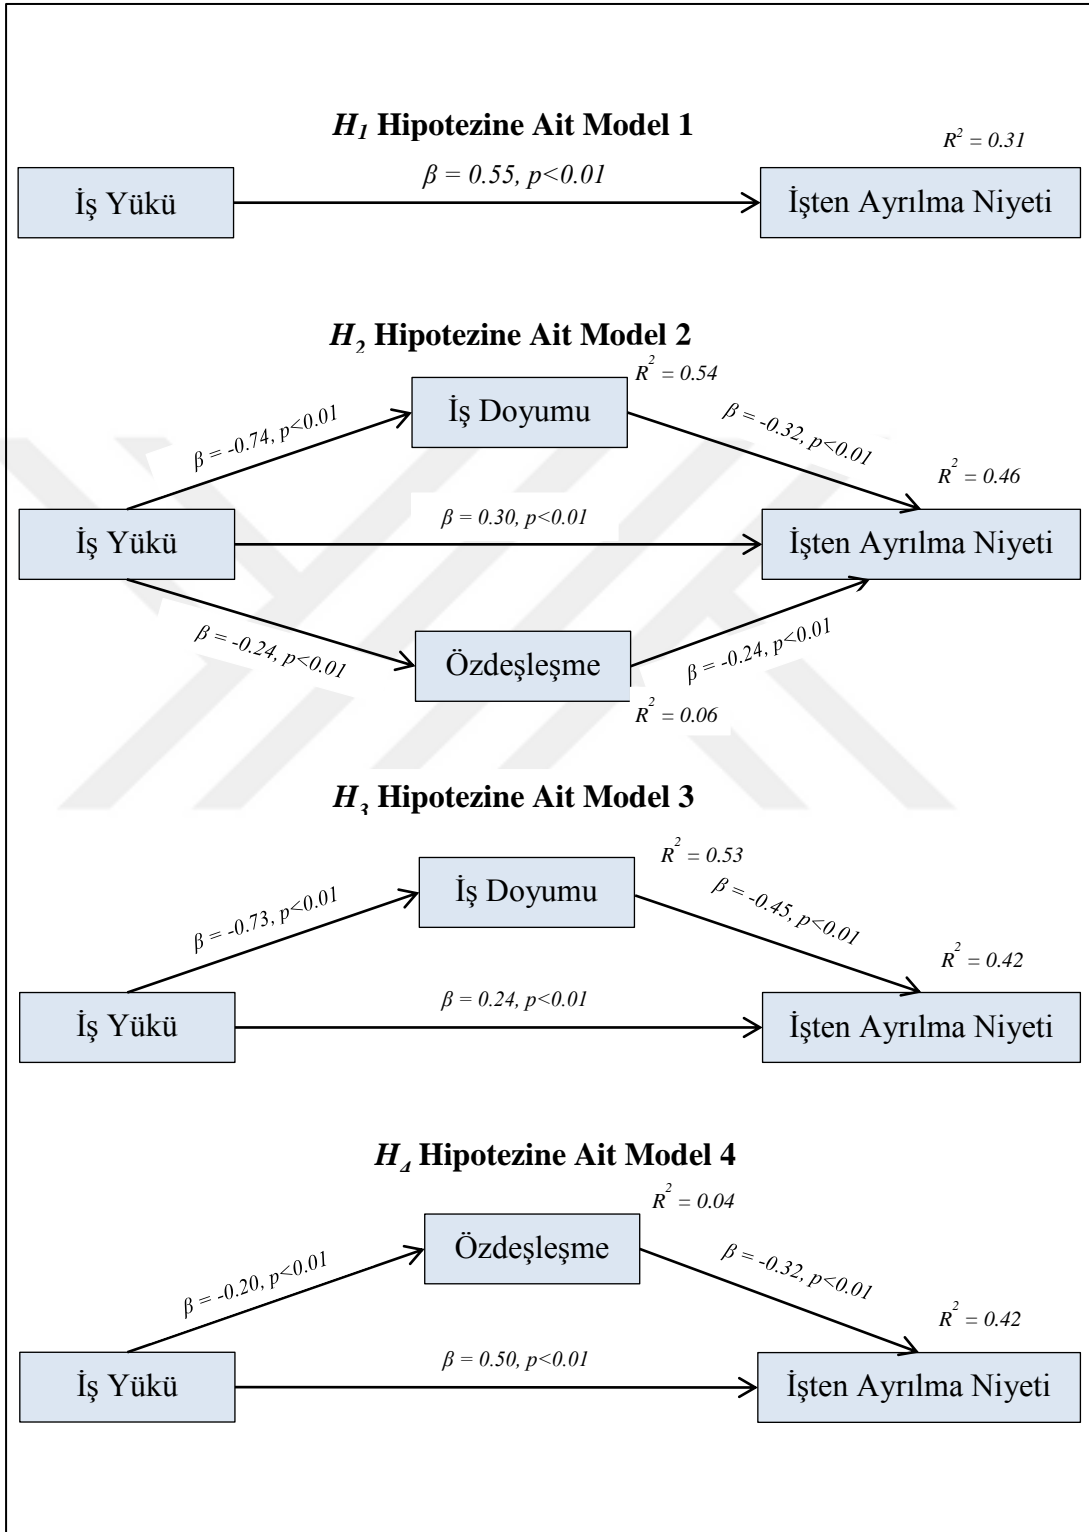 H1 Hipotezine Ait Model 1
R2 = 0.31
β = 0.55, p<0.01
İş Yükü
İşten Ayrılma Niyeti
H2 Hipotezine Ait Model 2
R2 = 0.54
İş Doyumu
β = -0.74, p<0.01
β = -0.32, p<0.01
R2 = 0.46
β = 0.30, p<0.01
İş Yükü
İşten Ayrılma Niyeti
β = -0.24, p<0.01
β = -0.24, p<0.01
Özdeşleşme
R2 = 0.06
H3 Hipotezine Ait Model 3
R2 = 0.53
İş Doyumu
β = -0.73, p<0.01
β = -0.45, p<0.01
R2 = 0.42
β = 0.24, p<0.01
İş Yükü
İşten Ayrılma Niyeti
H4 Hipotezine Ait Model 4
R2 = 0.04
Özdeşleşme
β = -0.20, p<0.01
β = -0.32, p<0.01
R2 = 0.42
β = 0.50, p<0.01
İş Yükü
İşten Ayrılma Niyeti